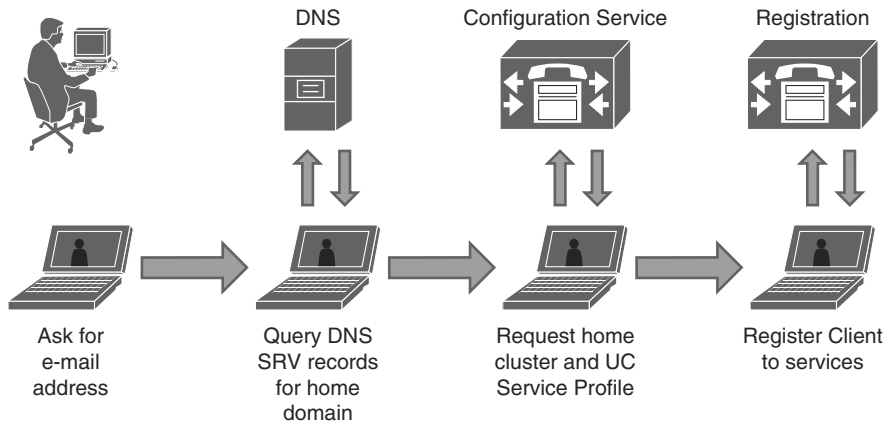 DNS
Configuration Service
Registration
Ask for
e-mail
address
Query DNS
SRV records
for home
domain
Request home
cluster and UC
Service Profile
Register Client
to services